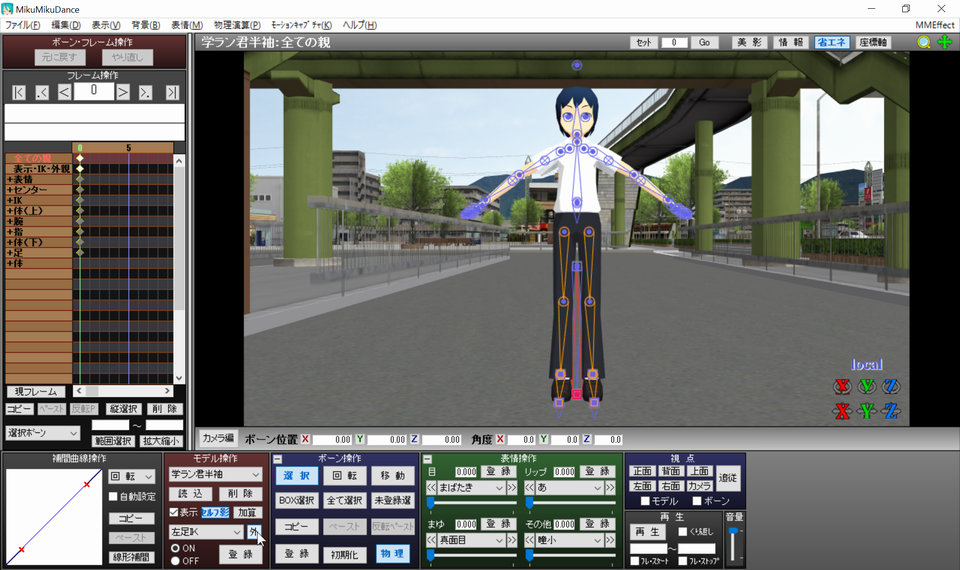 MikuMikuDance
ファイル(F) 編集(D) 表示(V) 背景(B) 表情(M) 物理演算(P) モーションキャプチャ(K) ヘルプ(H) MMEffect
ボーン・フレーム操作
元に戻す やり直し
フレーム操作
|< .< < 0 > >. >|
0 5
全ての親
表示・IK・外親
+表情
+センター
+IK
+体(上)
+腕
+指
+体(下)
+足
+体
現フレーム
コピー ペースト 反転P 縦選択 削除
選択ボーン ～
範囲選択 拡大縮小
学ラン君半袖:全ての親
セット 0 Go 美影 情報 省エネ 座標軸
local
X Y Z
X Y Z
カメラ編 ボーン位置 X 0.00 Y 0.00 Z 0.00 角度 X 0.0 Y 0.0 Z 0.0
補間曲線操作
回転
自動設定
コピー
ペースト
線形補間
モデル操作
学ラン君半袖
読込 削除
表示 セルフ影 加算
左足IK 外
ON
OFF
登録
ボーン操作
選択 回転 移動
BOX選択 全て選択 未登録選
コピー ペースト 反転ペースト
登録 初期化 物理
表情操作
目 0.000 登録 リップ 0.000 登録
<< まばたき >> << あ >>
まゆ 0.000 登録 その他 0.000 登録
<< 真面目 >> << 瞳小 >>
視点
正面 背面 上面
左面 右面 カメラ
追従
モデル ボーン
再生
再生 くり返し
～
フレ・スタート フレ・ストップ
音量